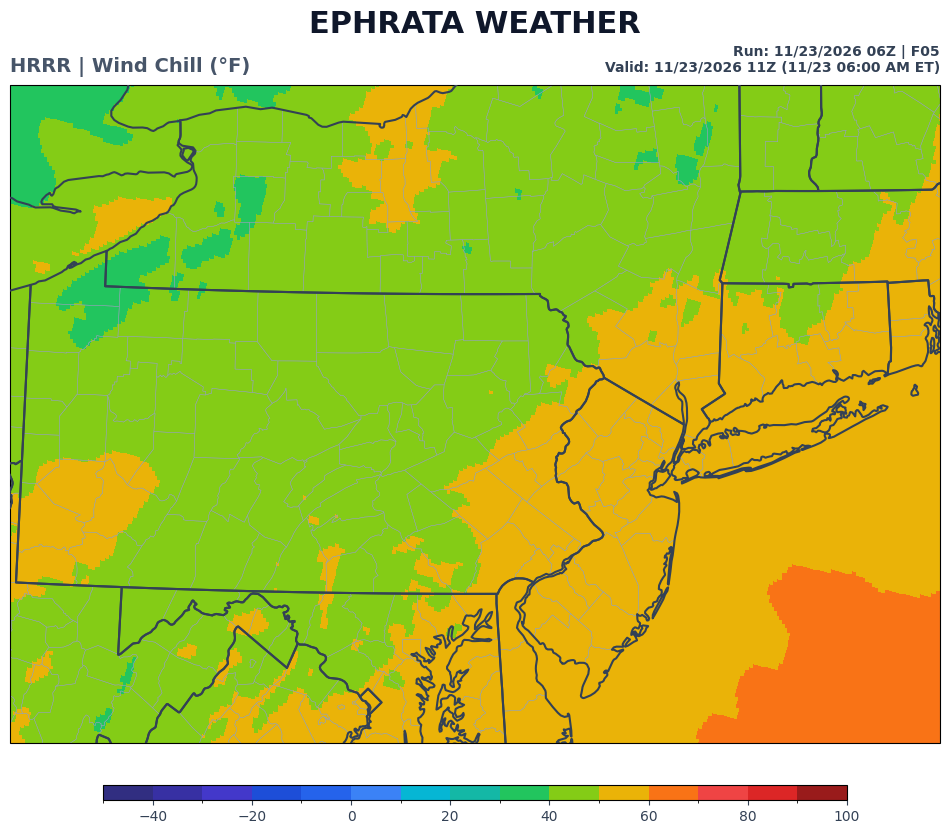 EPHRATA WEATHER
HRRR | Wind Chill (°F)
Run: 11/23/2026 06Z | F05
Valid: 11/23/2026 11Z (11/23 06:00 AM ET)
−40 −20 0 20 40 60 80 100